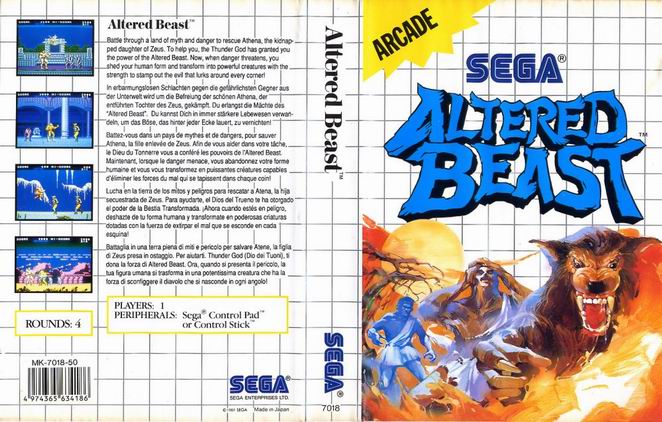 Altered Beast™
Battle through a land of myth and danger to rescue Athena, the kidnap-
ped daughter of Zeus. To help you, the Thunder God has granted you
the power of the Altered Beast. Now, when danger threatens, you
shed your human form and transform into powerful creatures with the
strength to stamp out the evil that lurks around every corner!
In erbarmungslosen Schlachten gegen die gefährlichsten Gegner aus
der Unterwelt wird um die Befreiung der schönen Athena, der
entführten Tochter des Zeus, gekämpft. Du erlangst die Mächte des
"Altered Beast". Du kannst Dich in immer stärkere Lebewesen verwan-
deln, um das Böse, das hinter jeder Ecke lauert, zu vernichten!
Battez-vous dans un pays de mythes et de dangers, pour sauver
Athena, la fille enlevée de Zeus. Afin de vous aider dans votre tâche,
le Dieu du Tonnerre vous a conféré les pouvoirs de l'Altered Beast.
Maintenant, lorsque le danger menace, vous abandonnez votre forme
humaine et vous vous transformez en puissantes créatures capables
d'éliminer les forces du mal qui se tapissent dans chaque coin!
Lucha en la tierra de los mitos y peligros para rescatar a Atena, la hija
secuestrada de Zeus. Para ayudarte, el Dios del Trueno te ha otorgado
el poder de la Bestia Transformada. ¡Ahora cuando estés en peligro,
deshazte de tu forma humana y transformate en poderosas criaturas
dotadas con la fuerza de extirpar el mal que se esconde en cada
esquina!
Battaglia in una terra piena di miti e pericolo per salvare Atene, la figlia
di Zeus presa in ostaggio. Per aiutarti. Thunder God (Dio dei Tuoni), ti
dona la forza di Altered Beast. Ora, quando si presenta il pericolo, la
tua figura umana si trasforma in una potentissima creatura che ha la
forza di sconfiggere il diavolo che si nasconde in ogni angolo!
PLAYERS: 1
PERIPHERALS: Sega® Control Pad™
or Control Stick™
ROUNDS: 4
MK-7018-50
4 974365 634186
SEGA®
SEGA ENTERPRISES LTD.
© 1991 SEGA Made in Japan
Altered Beast™
SEGA®
7018
ARCADE
SEGA®
ALTERED
BEAST™